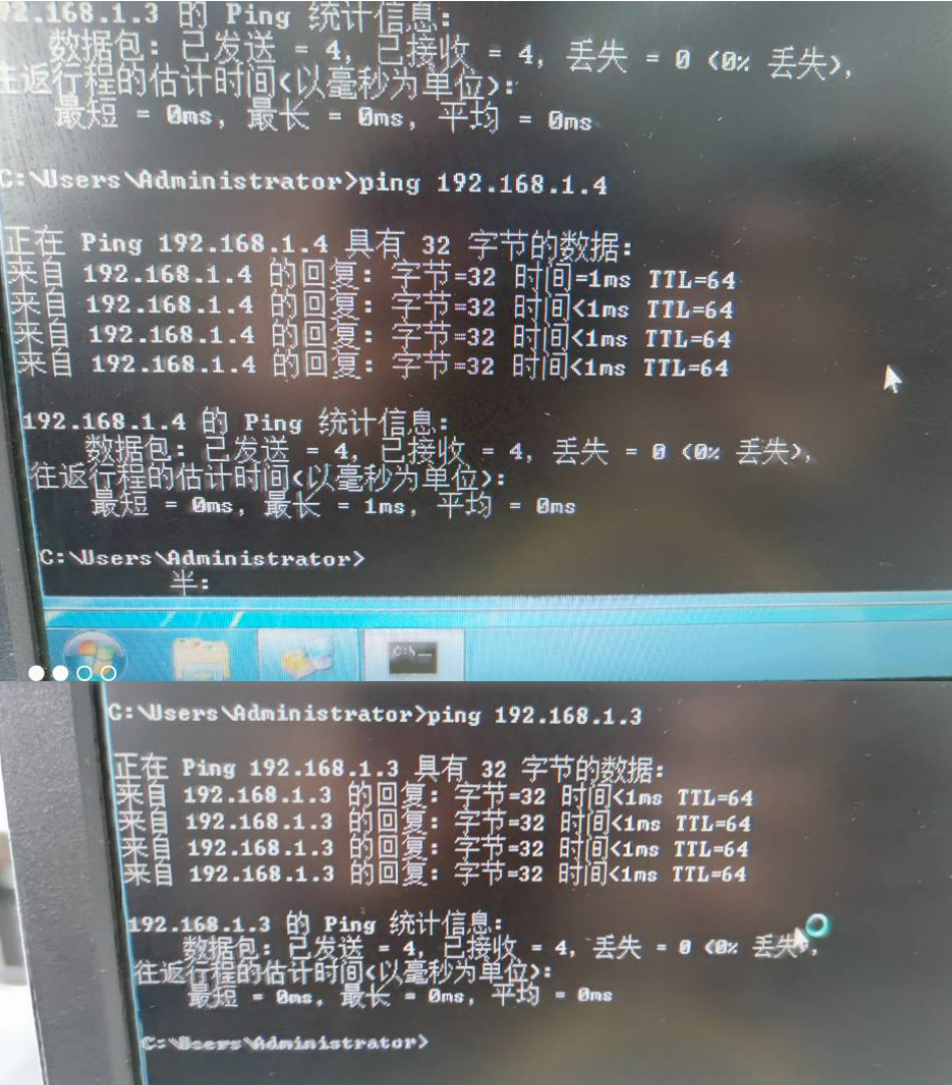 2.168.1.3 的 Ping 统计信息:
数据包: 已发送 = 4, 已接收 = 4, 丢失 = 0 (0% 丢失),
往返行程的估计时间(以毫秒为单位):
最短 = 0ms, 最长 = 0ms, 平均 = 0ms
C:\Users\Administrator>ping 192.168.1.4
正在 Ping 192.168.1.4 具有 32 字节的数据:
来自 192.168.1.4 的回复: 字节=32 时间=1ms TTL=64
来自 192.168.1.4 的回复: 字节=32 时间<1ms TTL=64
来自 192.168.1.4 的回复: 字节=32 时间<1ms TTL=64
来自 192.168.1.4 的回复: 字节=32 时间<1ms TTL=64
192.168.1.4 的 Ping 统计信息:
数据包: 已发送 = 4, 已接收 = 4, 丢失 = 0 (0% 丢失),
往返行程的估计时间(以毫秒为单位):
最短 = 0ms, 最长 = 1ms, 平均 = 0ms
C:\Users\Administrator>
半:
C:\
C:\Users\Administrator>ping 192.168.1.3
正在 Ping 192.168.1.3 具有 32 字节的数据:
来自 192.168.1.3 的回复: 字节=32 时间<1ms TTL=64
来自 192.168.1.3 的回复: 字节=32 时间<1ms TTL=64
来自 192.168.1.3 的回复: 字节=32 时间<1ms TTL=64
来自 192.168.1.3 的回复: 字节=32 时间<1ms TTL=64
192.168.1.3 的 Ping 统计信息:
数据包: 已发送 = 4, 已接收 = 4, 丢失 = 0 (0% 丢失),
往返行程的估计时间(以毫秒为单位):
最短 = 0ms, 最长 = 0ms, 平均 = 0ms
C:\Users\Administrator>